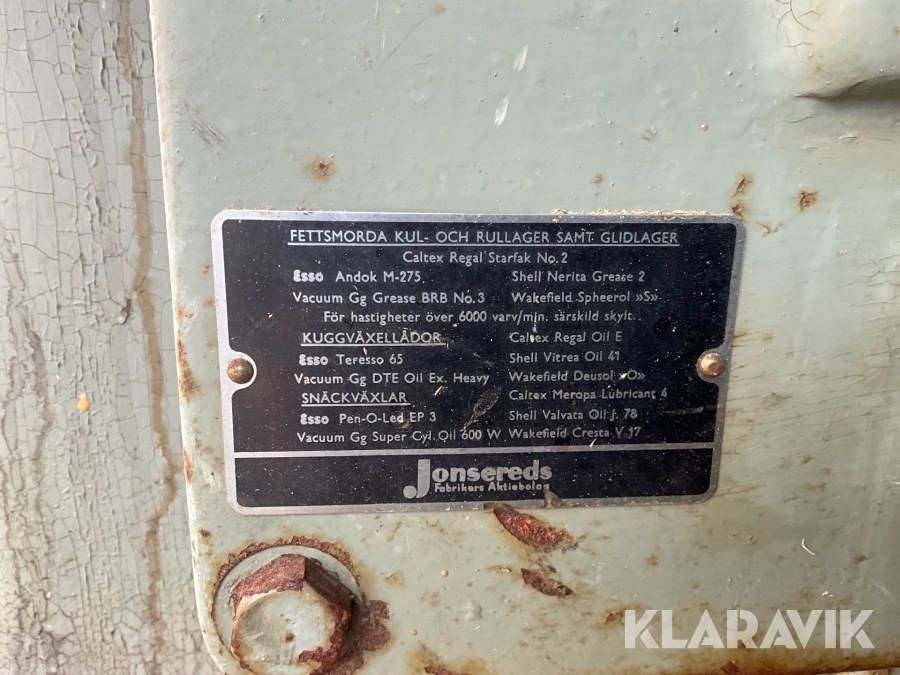 FETTSMORDA KUL- OCH RULLAGER SAMT GLIDLAGER
Caltex Regal Starfak No. 2
Esso Andok M-275 Shell Nerita Grease 2
Vacuum Gg Grease BRB No. 3 Wakefield Spheerol »S»
För hastigheter över 6000 varv/min. särskild skylt.
KUGGVÄXELLÅDOR Caltex Regal Oil E
Esso Teresso 65 Shell Vitrea Oil 41
Vacuum Gg DTE Oil Ex. Heavy Wakefield Deusol »O»
SNÄCKVÄXLAR Caltex Meropa Lubricant 4
Esso Pen-O-Led EP 3 Shell Valvata Oil J. 78
Vacuum Gg Super Cyl. Oil 600 W Wakefield Cresta V 17
Jonsereds
Fabrikers Aktiebolag
KLARAVIK